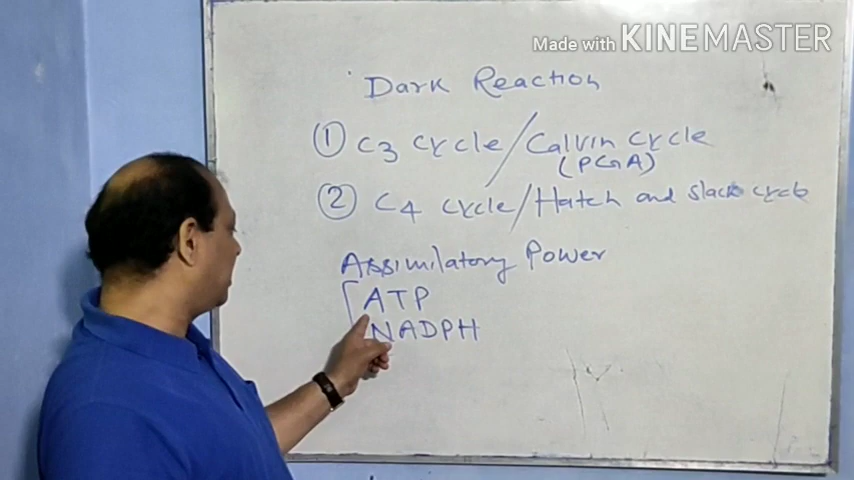 Made with KINEMASTER
Dark Reaction
① C3 cycle/Calvin cycle
(PGA)
② C4 cycle/Hatch and slack cycle
Assimilatory Power
ATP
NADPH